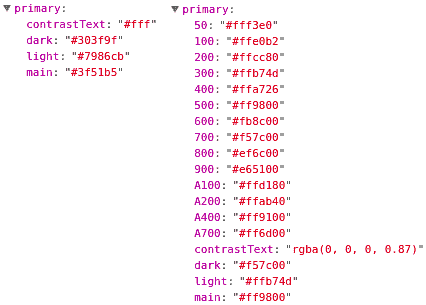 primary:
contrastText: "#fff"
dark: "#303f9f"
light: "#7986cb"
main: "#3f51b5"
primary:
50: "#fff3e0"
100: "#ffe0b2"
200: "#ffcc80"
300: "#ffb74d"
400: "#ffa726"
500: "#ff9800"
600: "#fb8c00"
700: "#f57c00"
800: "#ef6c00"
900: "#e65100"
A100: "#ffd180"
A200: "#ffab40"
A400: "#ff9100"
A700: "#ff6d00"
contrastText: "rgba(0, 0, 0, 0.87)"
dark: "#f57c00"
light: "#ffb74d"
main: "#ff9800"